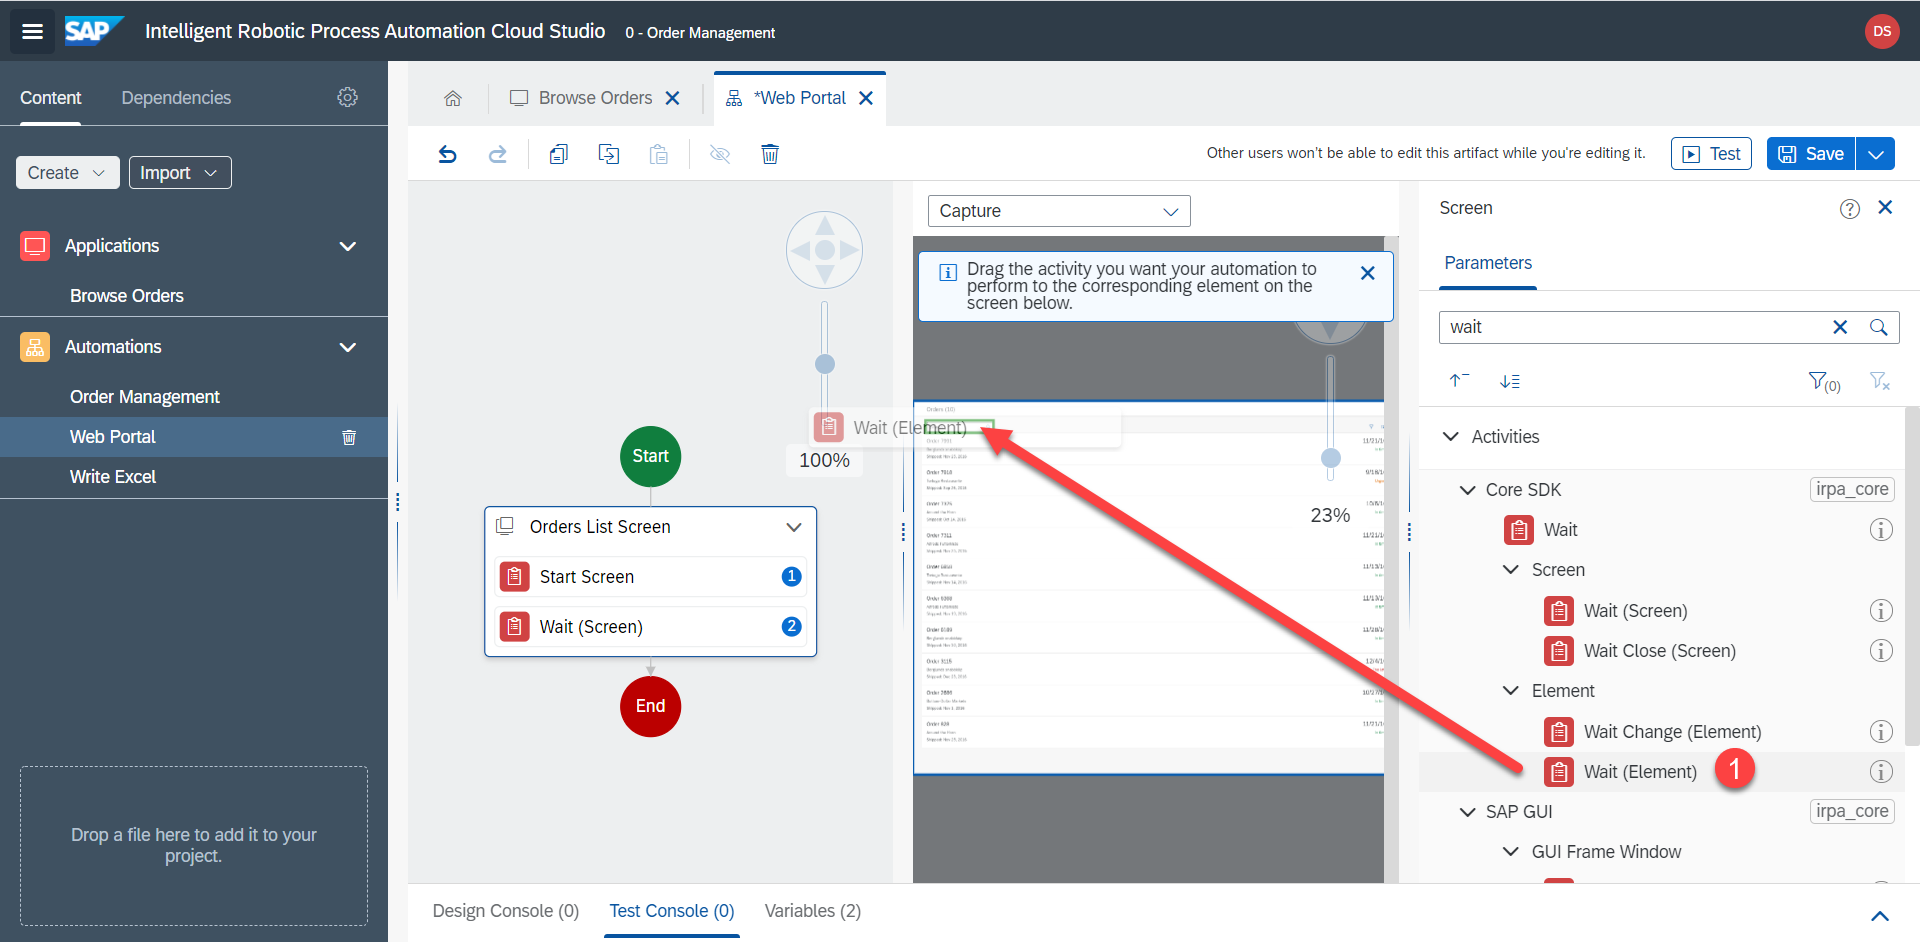 SAP
Intelligent Robotic Process Automation Cloud Studio
0 - Order Management
DS
Content
Dependencies
Create
Import
Applications
Browse Orders
Automations
Order Management
Web Portal
Write Excel
Drop a file here to add it to your
project.
Browse Orders
*Web Portal
Other users won't be able to edit this artifact while you're editing it.
Test
Save
100%
Start
Orders List Screen
Start Screen
1
Wait (Screen)
2
End
Capture
Drag the activity you want your automation to
perform to the corresponding element on the
screen below.
Wait (Element)
Orders (10)
23%
Screen
Parameters
wait
(0)
Activities
Core SDK
irpa_core
Wait
Screen
Wait (Screen)
Wait Close (Screen)
Element
Wait Change (Element)
Wait (Element)
1
SAP GUI
irpa_core
GUI Frame Window
Design Console (0)
Test Console (0)
Variables (2)